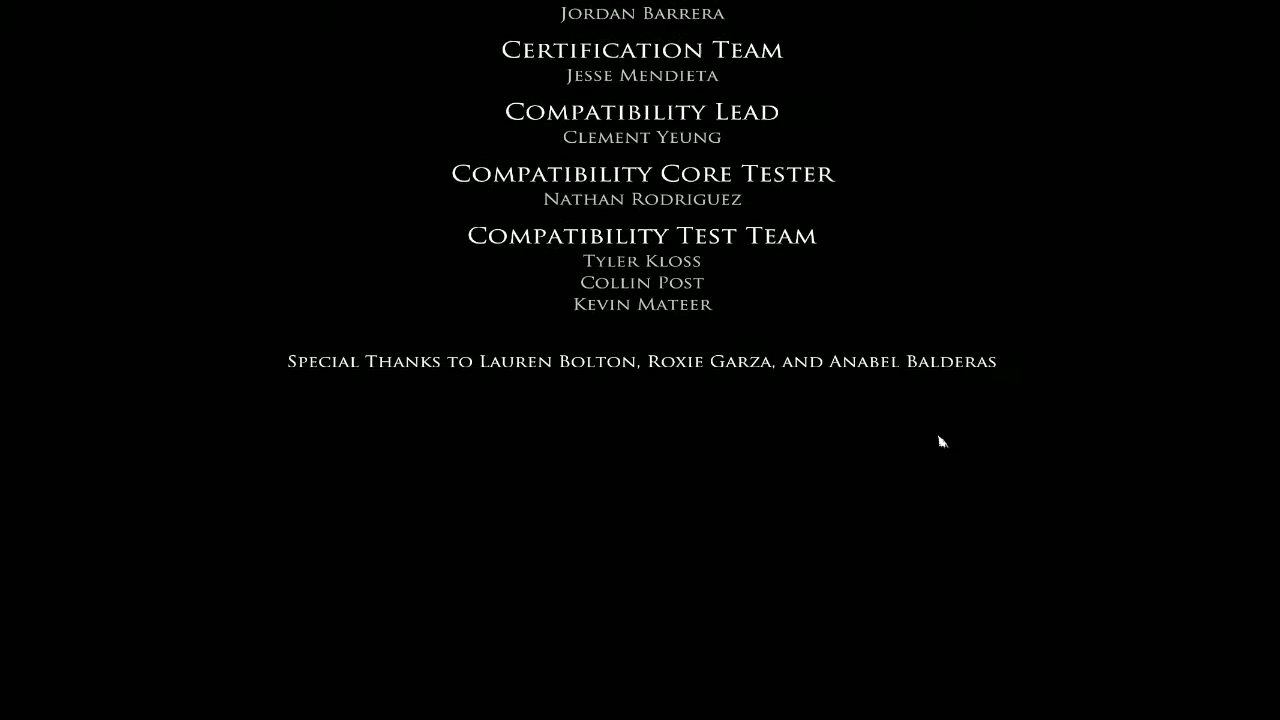 Jordan Barrera
Certification Team
Jesse Mendieta
Compatibility Lead
Clement Yeung
Compatibility Core Tester
Nathan Rodriguez
Compatibility Test Team
Tyler Kloss
Collin Post
Kevin Mateer
Special Thanks to Lauren Bolton, Roxie Garza, and Anabel Balderas